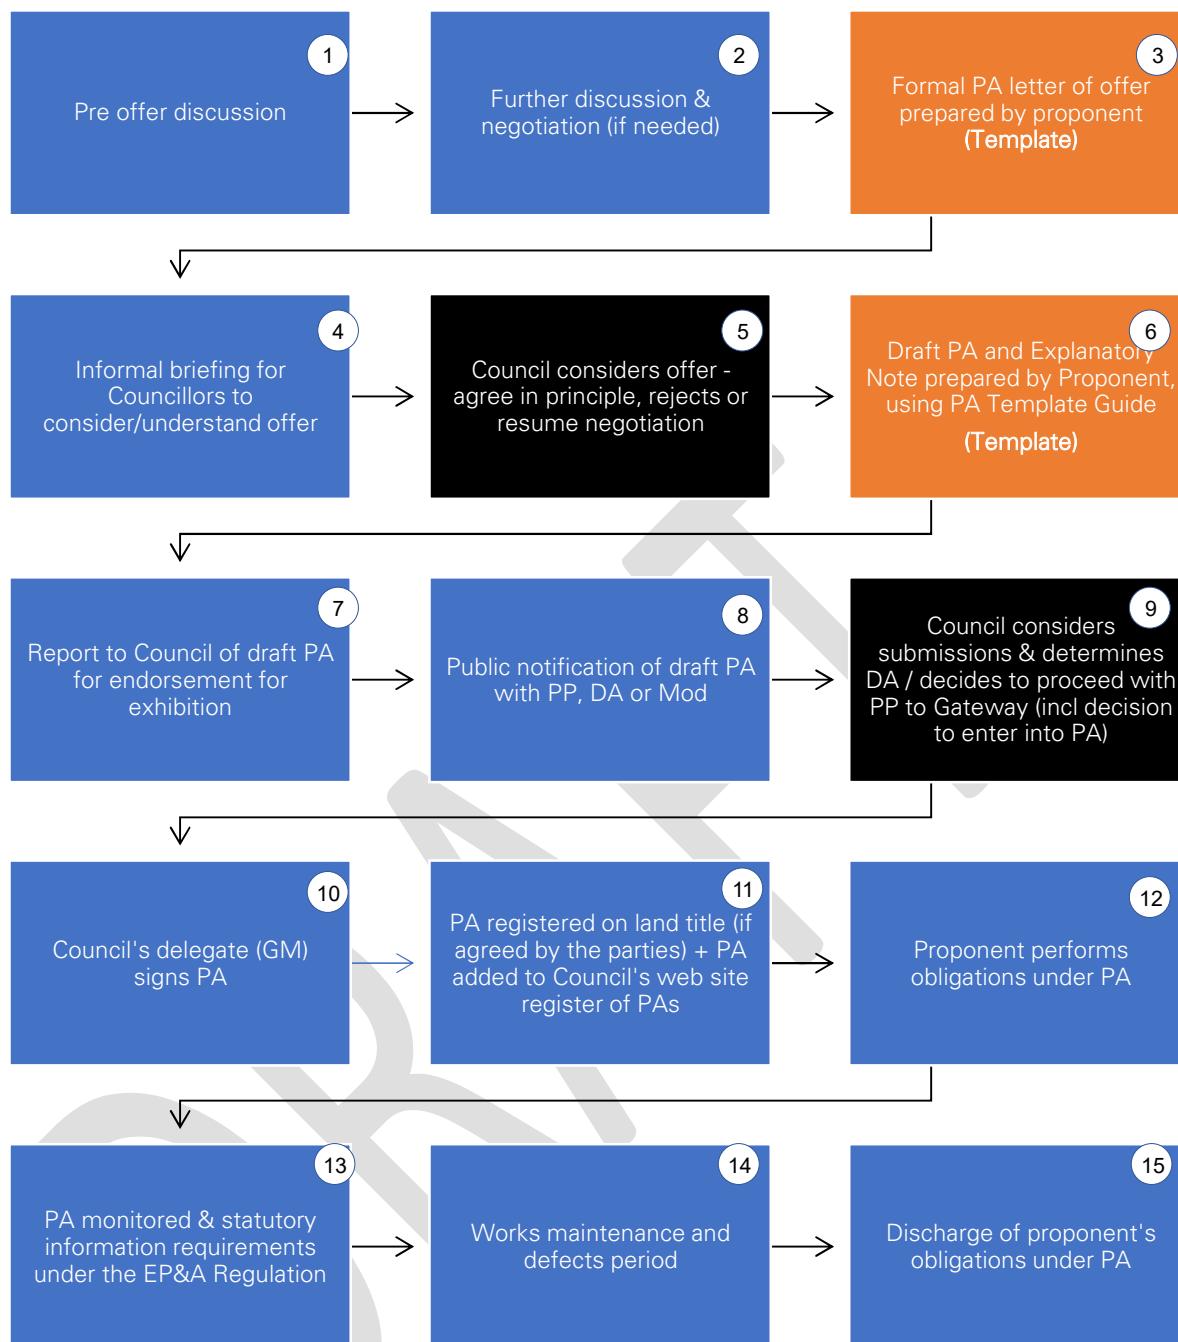 1
Pre offer discussion
2
Further discussion &
negotiation (if needed)
3
Formal PA letter of offer
prepared by proponent
(Template)
4
Informal briefing for
Councillors to
consider/understand offer
5
Council considers offer -
agree in principle, rejects or
resume negotiation
6
Draft PA and Explanatory
Note prepared by Proponent,
using PA Template Guide
(Template)
7
Report to Council of draft PA
for endorsement for
exhibition
8
Public notification of draft PA
with PP, DA or Mod
9
Council considers
submissions & determines
DA / decides to proceed with
PP to Gateway (incl decision
to enter into PA)
10
Council's delegate (GM)
signs PA
11
PA registered on land title (if
agreed by the parties) + PA
added to Council's web site
register of PAs
12
Proponent performs
obligations under PA
13
PA monitored & statutory
information requirements
under the EP&A Regulation
14
Works maintenance and
defects period
15
Discharge of proponent's
obligations under PA
DRAFT